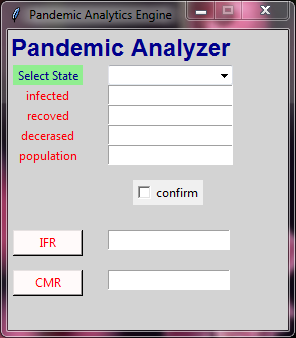 Pandemic Analytics Engine
Pandemic Analyzer
Select State
infected
recoved
decerased
population
confirm
IFR
CMR